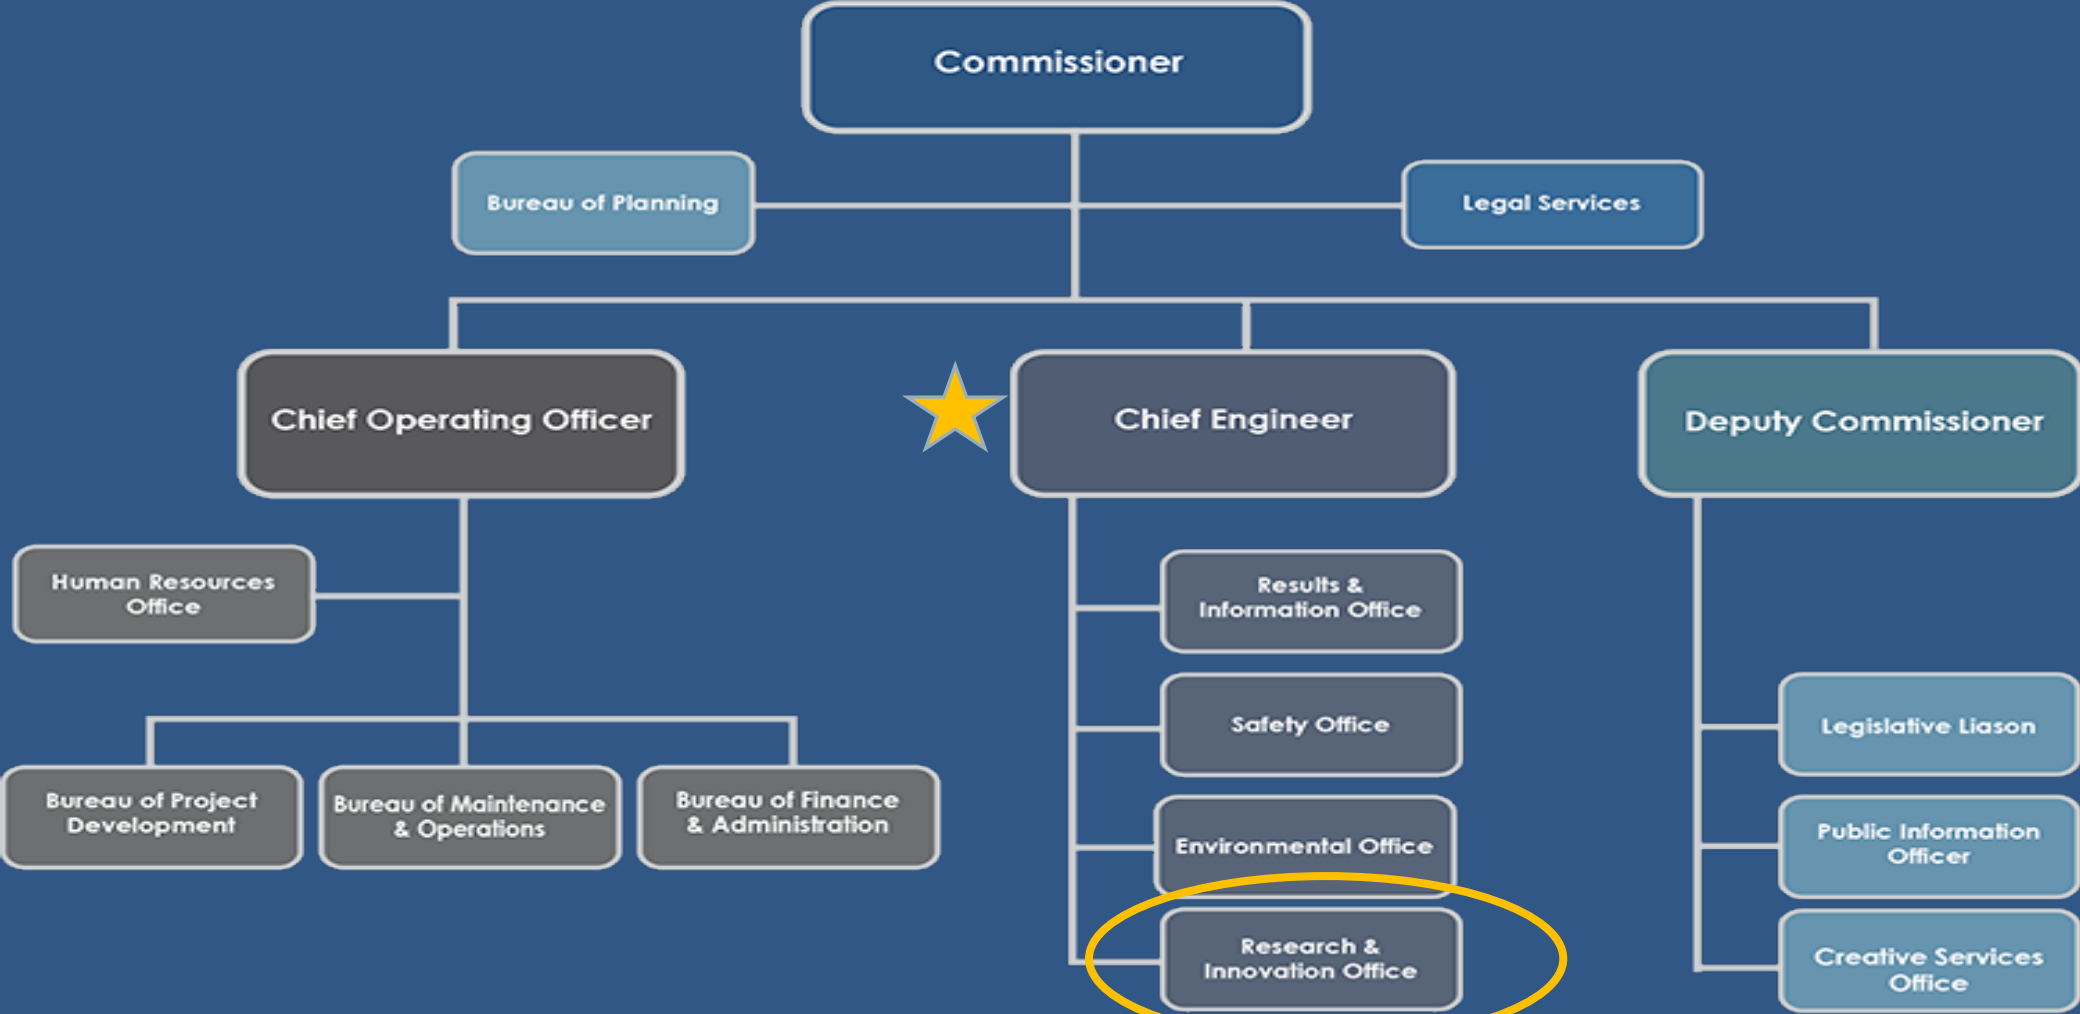 Commissioner
Bureau of Planning
Legal Services
Chief Operating Officer
Chief Engineer
Deputy Commissioner
Human Resources
Office
Results &
Information Office
Safety Office
Legislative Liason
Bureau of Project
Development
Bureau of Maintenance
& Operations
Bureau of Finance
& Administration
Environmental Office
Public Information
Officer
Research &
Innovation Office
Creative Services
Office